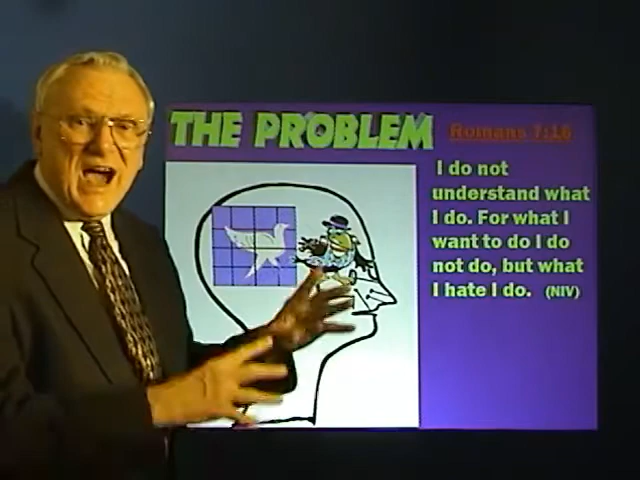 THE PROBLEM
Romans 7:16
I do not
understand what
I do. For what I
want to do I do
not do, but what
I hate I do. (NIV)